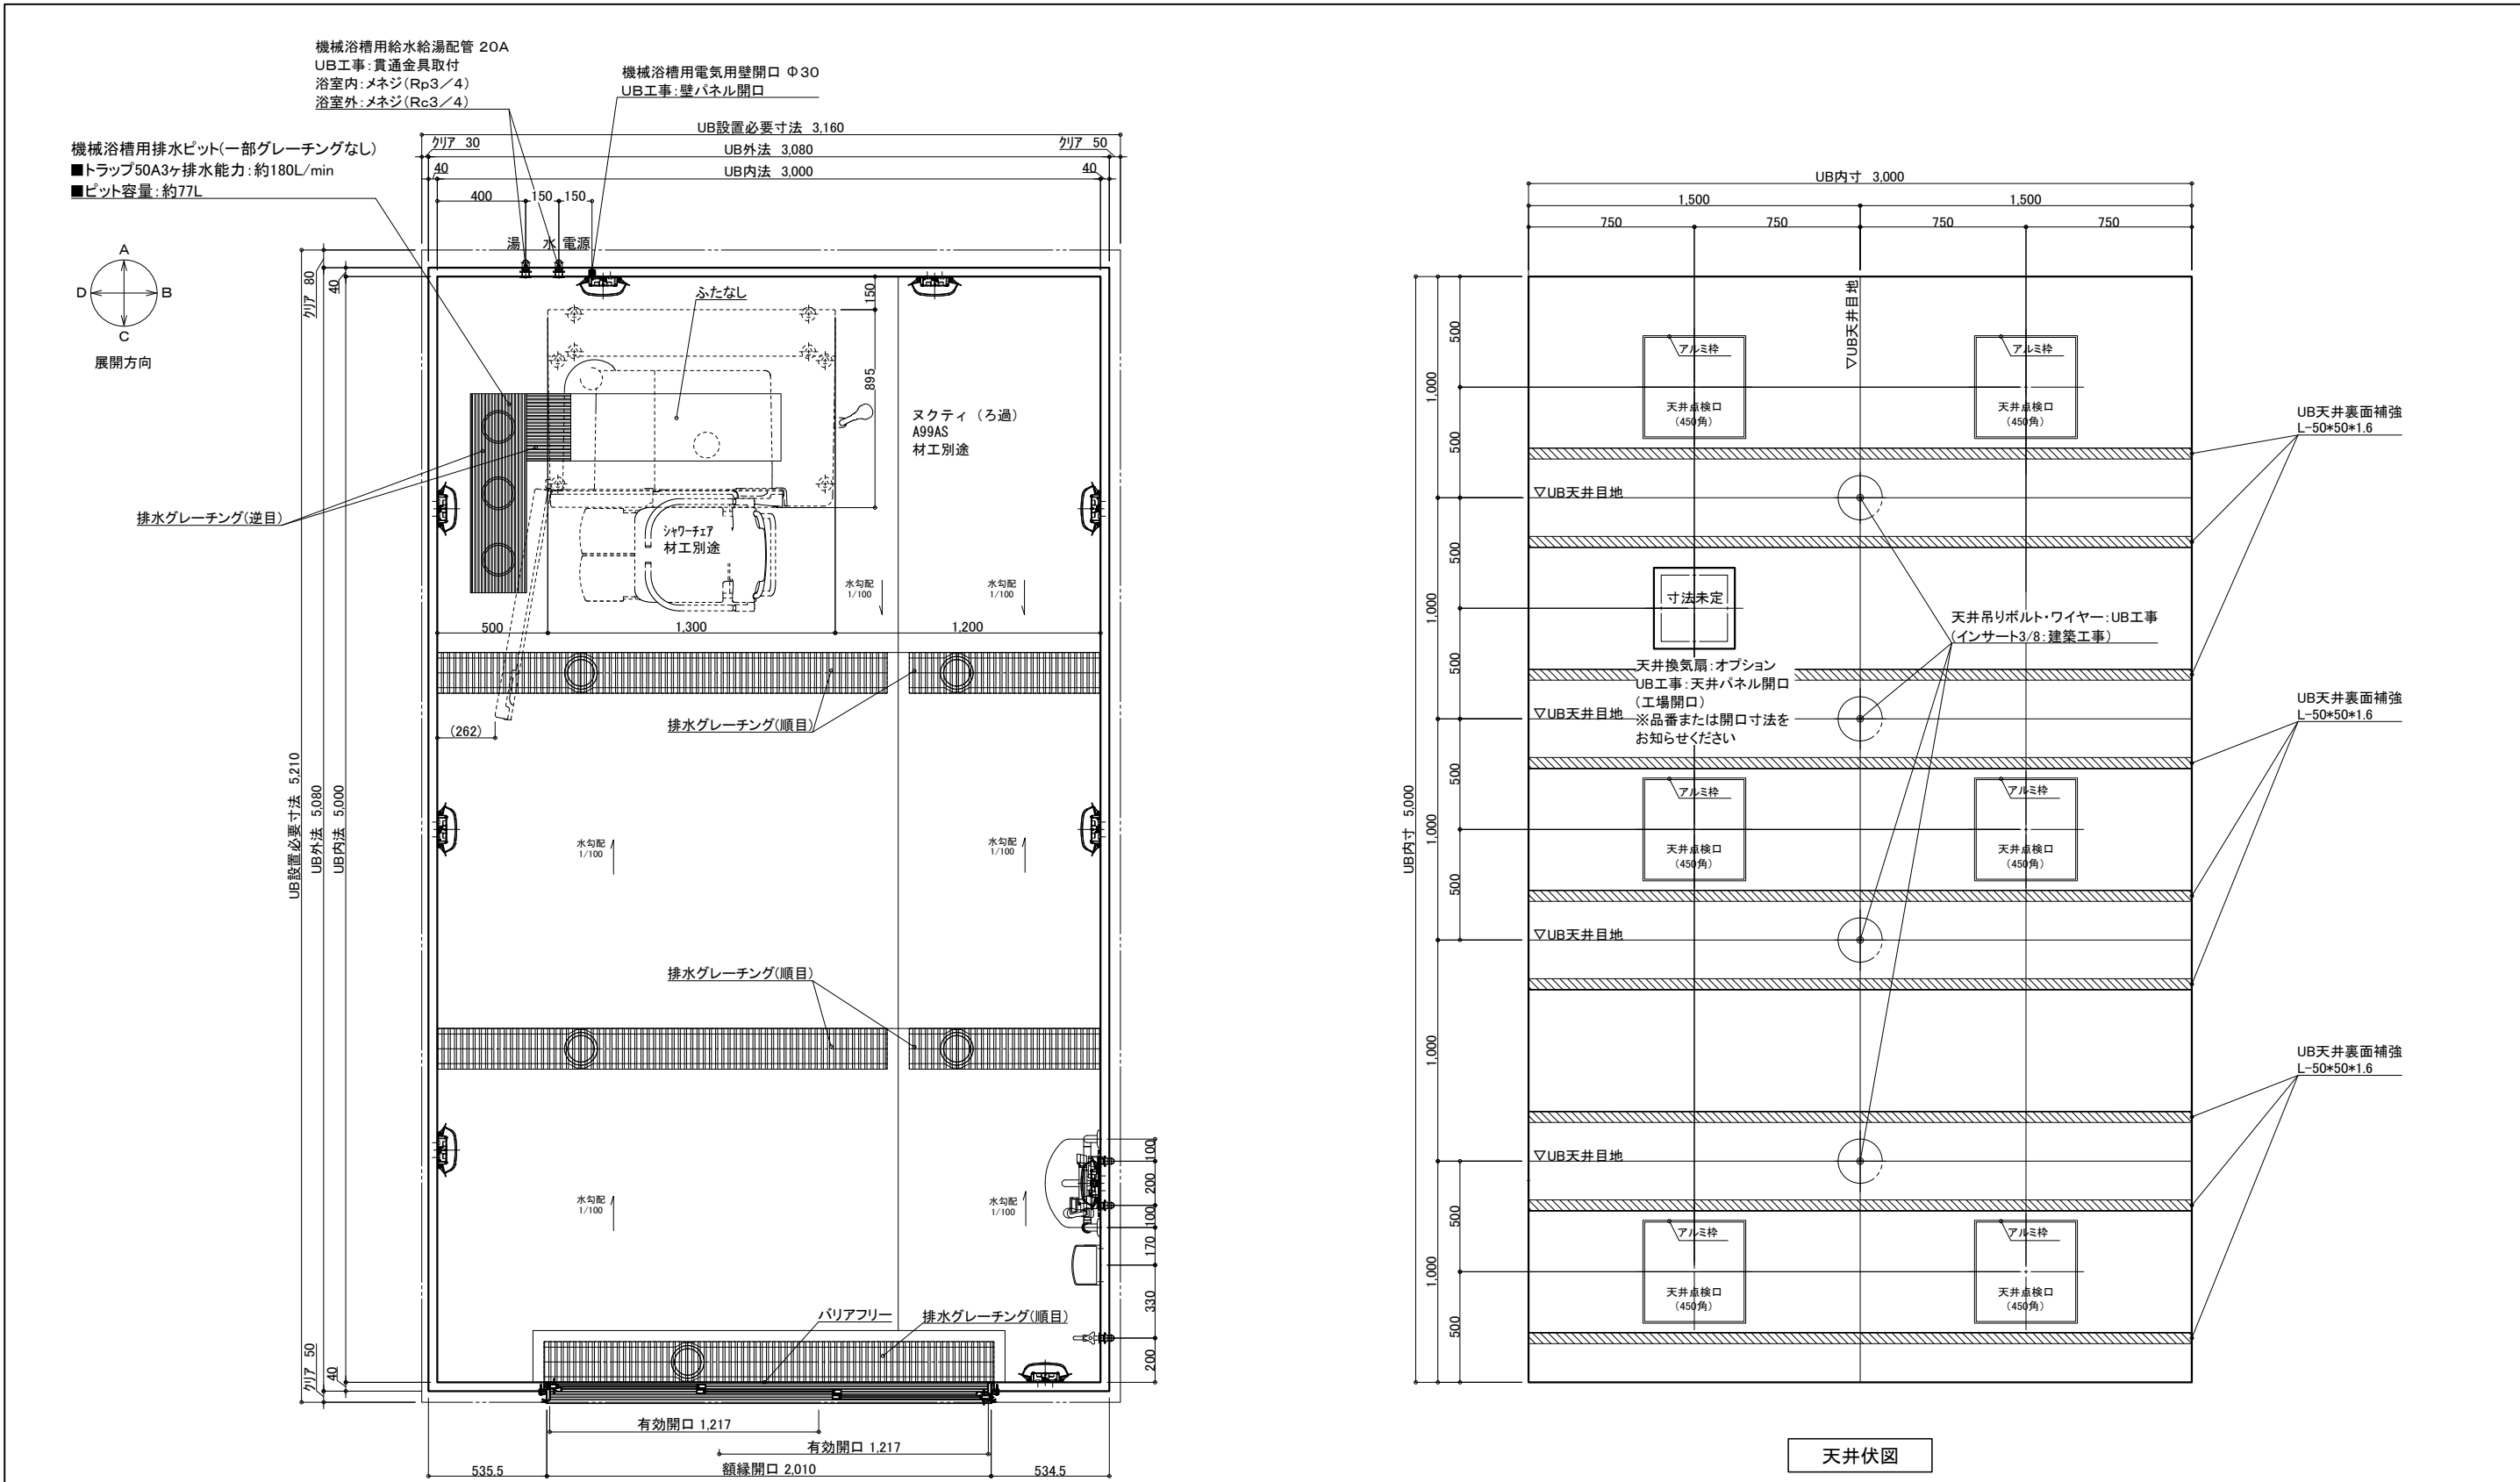 機械浴槽用給水給湯配管 20A
UB工事:貫通金具取付
浴室内:メネジ(Rp3/4)
浴室外:メネジ(Rc3/4)
機械浴槽用電気用壁開口 Φ30
UB工事:壁パネル開口
機械浴槽用排水ピット(一部グレーチングなし)
■トラップ50A3ヶ排水能力:約180L/min
■ピット容量:約77L
UB設置必要寸法 3,160
クリア 30
UB外法 3,080
クリア 50
40
UB内法 3,000
40
400
150
150
湯
水
電源
A
D
B
C
展開方向
クリア 80
40
ふたなし
150
895
ヌクティ(ろ過)
A99AS
材工別途
排水グレーチング(逆目)
シャワーチェア
材工別途
水勾配
1/100
水勾配
1/100
500
1,300
1,200
排水グレーチング(順目)
(262)
UB設置必要寸法 5,210
UB外法 5,080
UB内法 5,000
水勾配
1/100
水勾配
1/100
排水グレーチング(順目)
水勾配
1/100
水勾配
1/100
100
200
100
170
330
200
バリアフリー
排水グレーチング(順目)
クリア 50
40
有効開口 1,217
有効開口 1,217
535.5
額縁開口 2,010
534.5
UB内寸 3,000
1,500
1,500
750
750
750
750
▽UB天井目地
500
1,000
500
アルミ枠
天井点検口
(450角)
アルミ枠
天井点検口
(450角)
UB天井裏面補強
L-50*50*1.6
▽UB天井目地
500
1,000
500
寸法未定
天井吊りボルト・ワイヤー:UB工事
(インサート3/8:建築工事)
天井換気扇:オプション
UB工事:天井パネル開口
(工場開口)
※品番または開口寸法を
お知らせください
▽UB天井目地
UB天井裏面補強
L-50*50*1.6
UB内寸 5,000
500
1,000
500
アルミ枠
天井点検口
(450角)
アルミ枠
天井点検口
(450角)
▽UB天井目地
1,000
UB天井裏面補強
L-50*50*1.6
▽UB天井目地
500
1,000
500
アルミ枠
天井点検口
(450角)
アルミ枠
天井点検口
(450角)
天井伏図